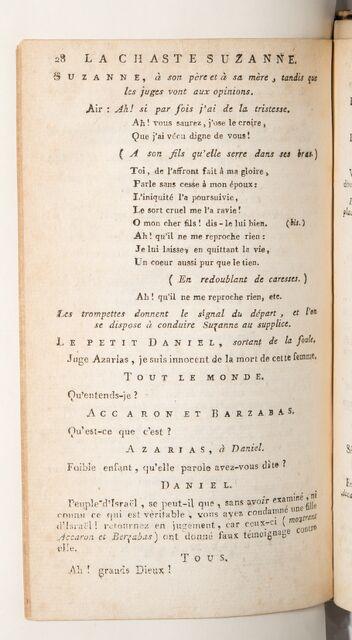 28 LA CHASTE SUZANNE.
SUZANNE, à son père et à sa mère, tandis que
les juges vont aux opinions.
Air : Ah! si par fois j'ai de la tristesse.
Ah! vous saurez, j'ose le croire,
Que j'ai vécu digne de vous!
( A son fils qu'elle serre dans ses bras.)
Toi, de l'affront fait à ma gloire,
Parle sans cesse à mon époux:
L'iniquité l'a poursuivie,
Le sort cruel me l'a ravie!
O mon cher fils! dis-le lui bien. (bis.)
Ah! qu'il ne me reproche rien:
Je lui laisse, en quittant la vie,
Un coeur aussi pur que le tien.
( En redoublant de caresses.)
Ah! qu'il ne me reproche rien, etc.
Les trompettes donnent le signal du départ, et l'on
se dispose à conduire Suzanne au supplice.
LE PETIT DANIEL, sortant de la foule.
Juge Azarias, je suis innocent de la mort de cette femme.
TOUT LE MONDE.
Qu'entends-je ?
ACCARON ET BARZABAS.
Qu'est-ce que c'est ?
AZARIAS, à Daniel.
Foible enfant, qu'elle parole avez-vous dite ?
DANIEL.
Peuple d'Israël, se peut-il que, sans avoir examiné, ni
connu ce qui est véritable, vous ayez condamné une fille
d'Israël! retournez en jugement, car ceux-ci (montrant
Accaron et Barzabas) ont donné faux témoignage contre
elle.
TOUS.
Ah! grands Dieux !